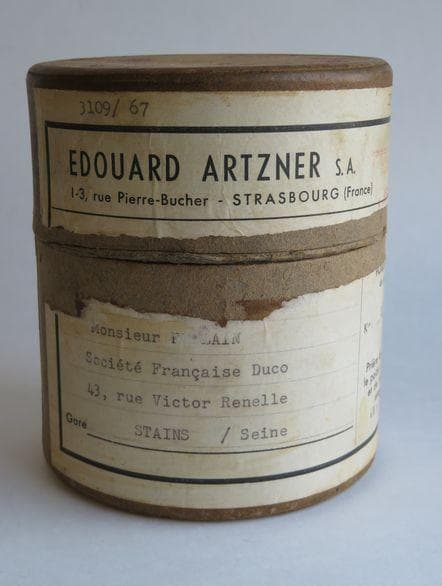 3109/ 67
EDOUARD ARTZNER S.A.
1-3, rue Pierre-Bucher - STRASBOURG (France)
Monsieur
Société Française Duco
K°
43, rue Victor Renelle
Prière
Gare STAINS / Seine